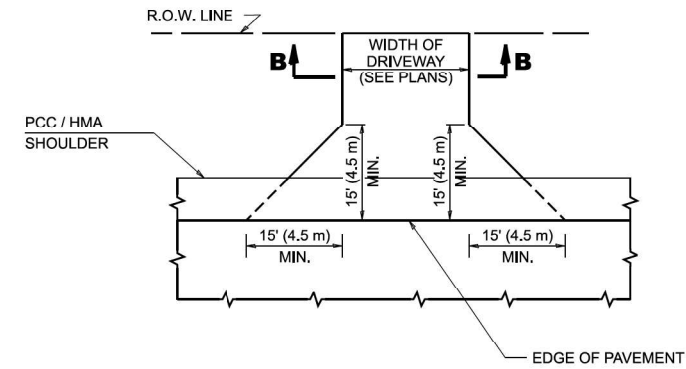 R.O.W. LINE
B
WIDTH OF
DRIVEWAY
(SEE PLANS)
B
PCC / HMA
SHOULDER
15' (4.5 m)
MIN.
15' (4.5 m)
MIN.
15' (4.5 m)
MIN.
15' (4.5 m)
MIN.
EDGE OF PAVEMENT